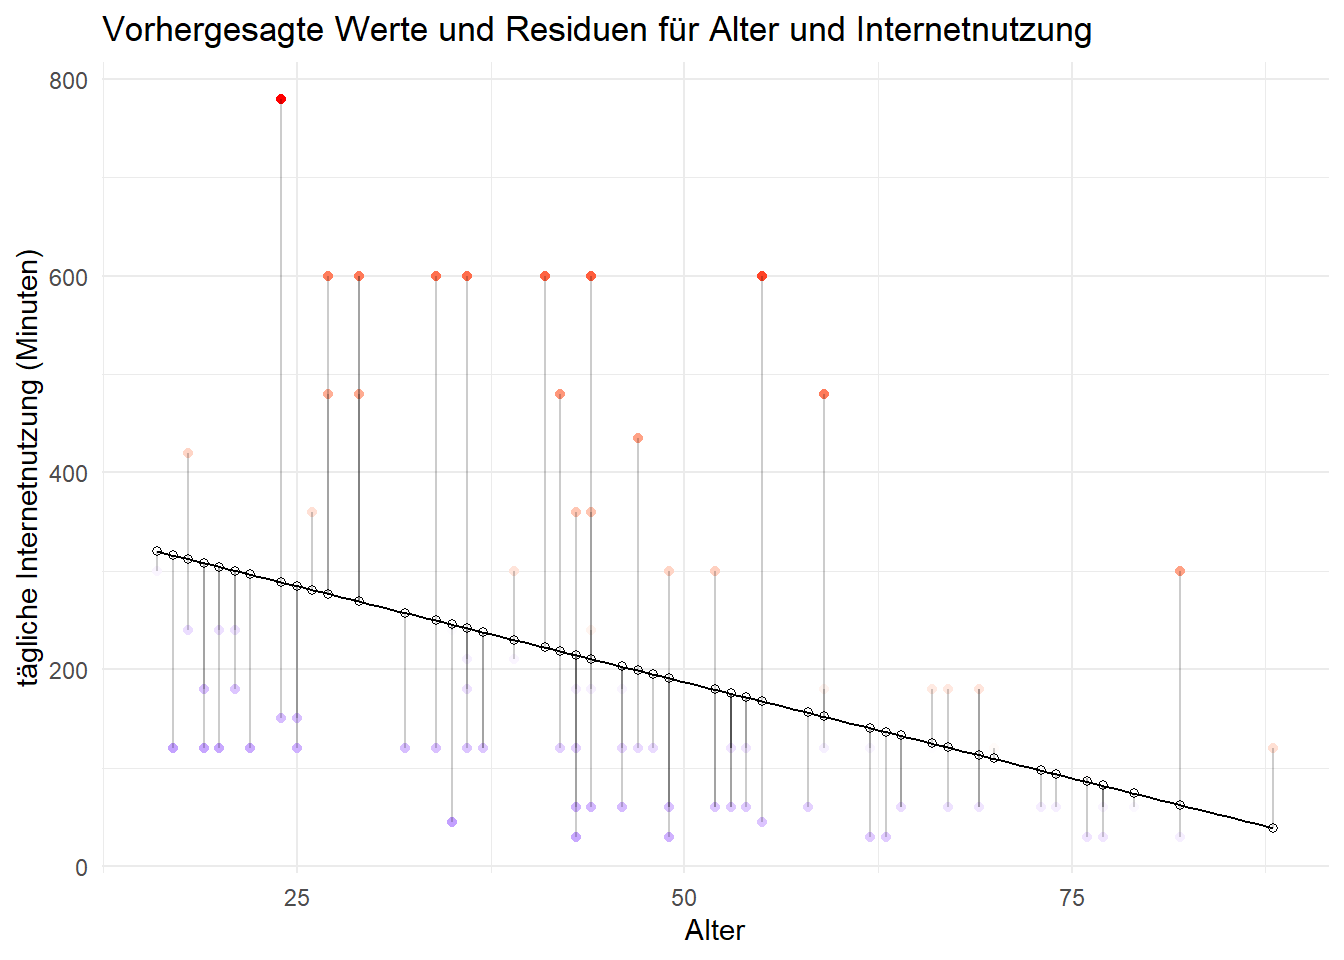 Vorhergesagte Werte und Residuen für Alter und Internetnutzung
tägliche Internetnutzung (Minuten)
800
600
400
200
0
25 50 75
Alter